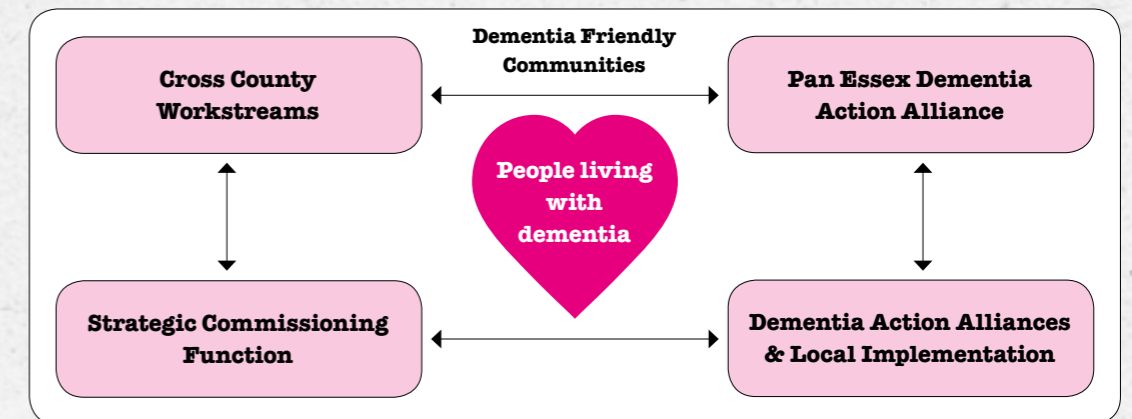 Dementia Friendly
Communities
Cross County
Workstreams
Pan Essex Dementia
Action Alliance
People living
with
dementia
Strategic Commissioning
Function
Dementia Action Alliances
& Local Implementation